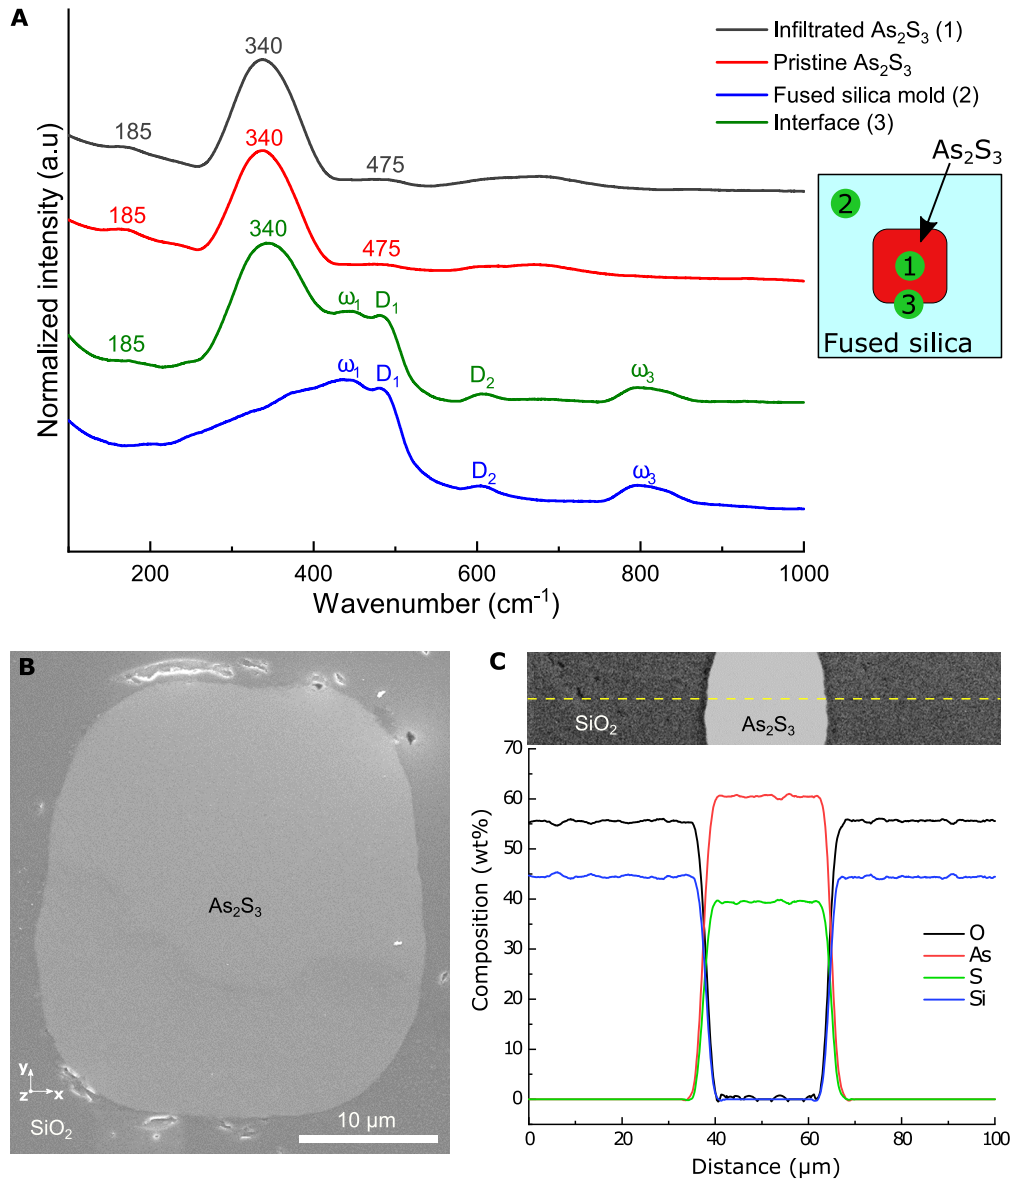 A
Infiltrated As₂S₃ (1)
Pristine As₂S₃
Fused silica mold (2)
Interface (3)
340
185
475
340
185
475
340
185
ω₁ D₁
D₂
ω₃
ω₁ D₁
D₂
ω₃
Normalized intensity (a.u)
200 400 600 800 1000
Wavenumber (cm⁻¹)
As₂S₃
2
1
3
Fused silica
B
As₂S₃
y
z x
SiO₂
10 µm
C
SiO₂
As₂S₃
70
60
50
40
30
20
10
0
Composition (wt%)
O
As
S
Si
0 20 40 60 80 100
Distance (µm)